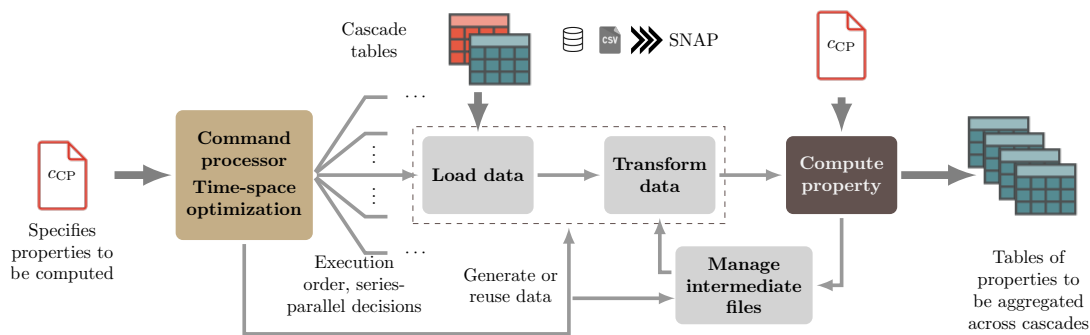 Cascade
tables
CSV
SNAP
cCP
cCP
Command
processor
Time-space
optimization
...
...
...
...
Load data
Transform
data
Compute
property
Specifies
properties to
be computed
Execution
order, series-
parallel decisions
Generate or
reuse data
Manage
intermediate
files
Tables of
properties to
be aggregated
across cascades